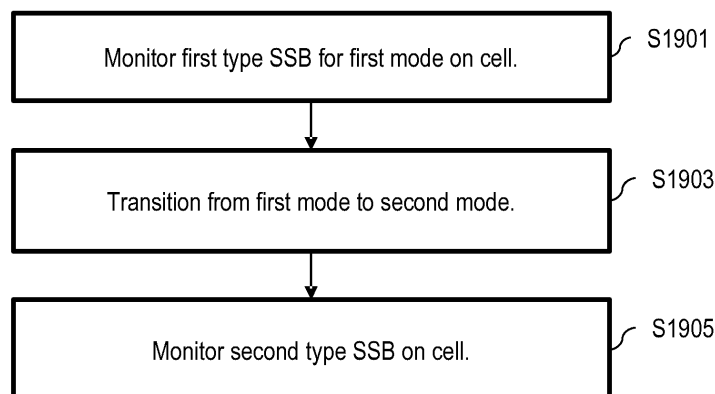 Monitor first type SSB for first mode on cell.
S1901
Transition from first mode to second mode.
S1903
Monitor second type SSB on cell.
S1905